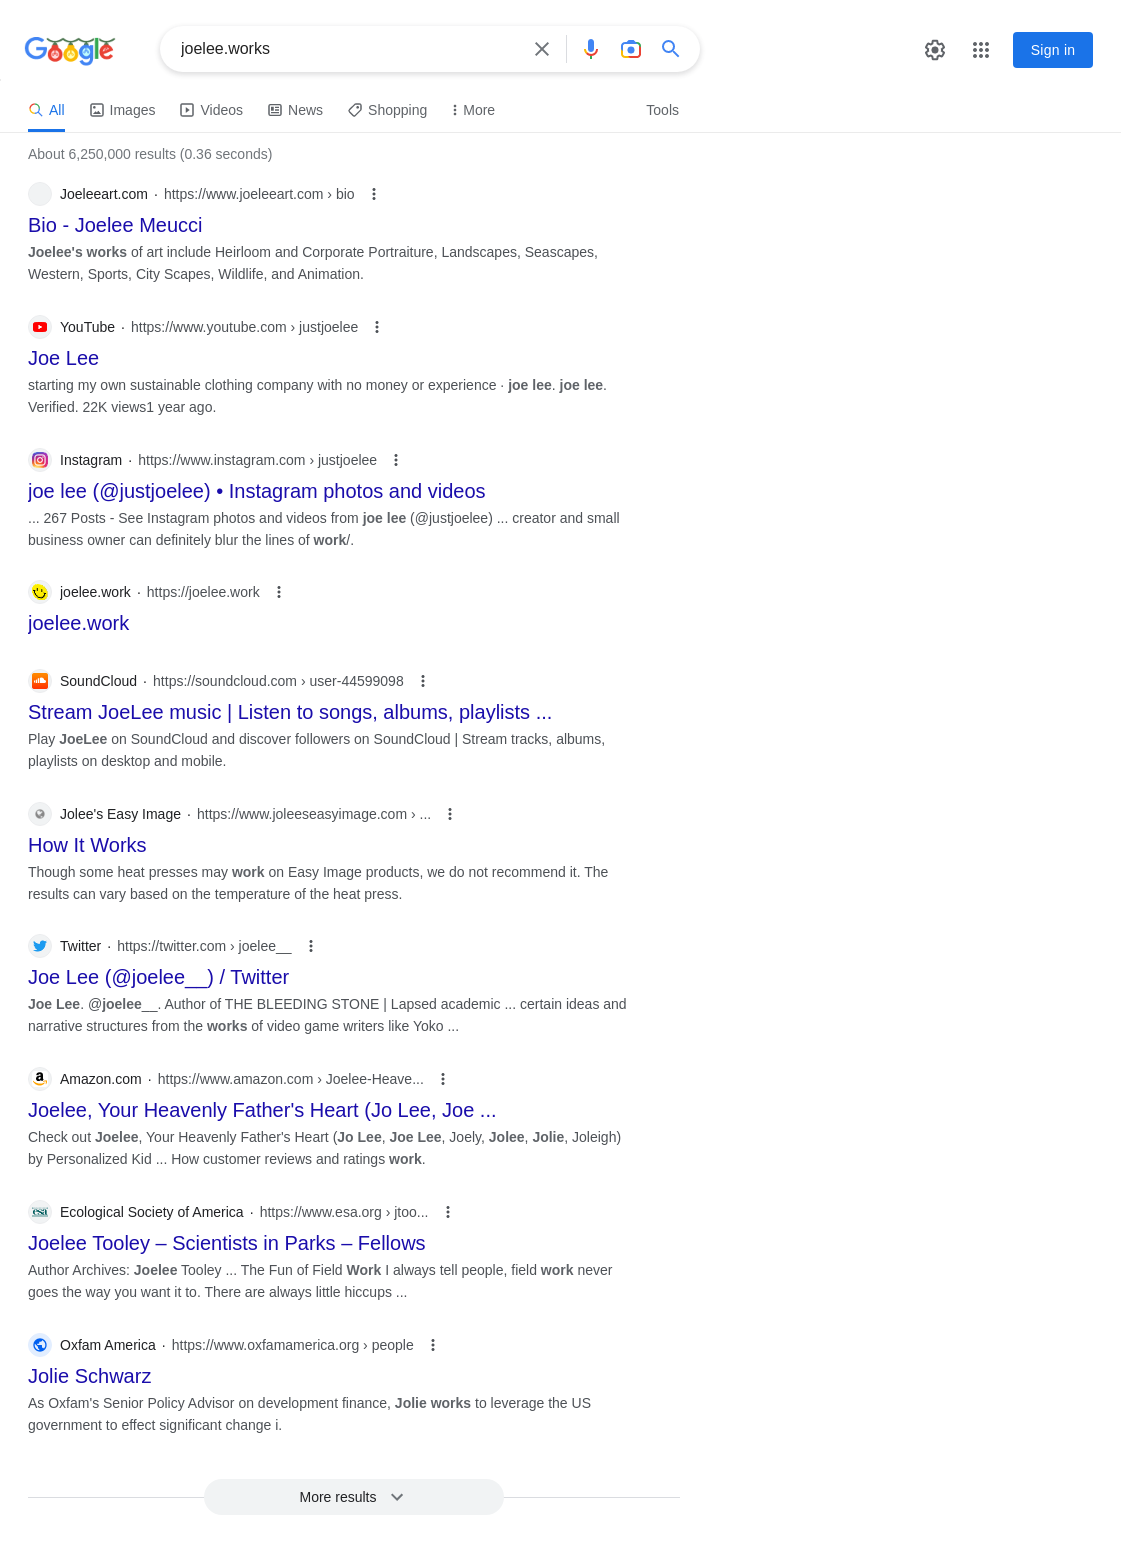 Google
joelee.works
Sign in
All
Images
Videos
News
Shopping
More
Tools
About 6,250,000 results (0.36 seconds)
Joeleeart.com · https://www.joeleeart.com › bio
Bio - Joelee Meucci
Joelee's works of art include Heirloom and Corporate Portraiture, Landscapes, Seascapes,
Western, Sports, City Scapes, Wildlife, and Animation.
YouTube · https://www.youtube.com › justjoelee
Joe Lee
starting my own sustainable clothing company with no money or experience · joe lee. joe lee.
Verified. 22K views1 year ago.
Instagram · https://www.instagram.com › justjoelee
joe lee (@justjoelee) • Instagram photos and videos
... 267 Posts - See Instagram photos and videos from joe lee (@justjoelee) ... creator and small
business owner can definitely blur the lines of work/.
joelee.work · https://joelee.work
joelee.work
SoundCloud · https://soundcloud.com › user-44599098
Stream JoeLee music | Listen to songs, albums, playlists ...
Play JoeLee on SoundCloud and discover followers on SoundCloud | Stream tracks, albums,
playlists on desktop and mobile.
Jolee's Easy Image · https://www.joleeseasyimage.com › ...
How It Works
Though some heat presses may work on Easy Image products, we do not recommend it. The
results can vary based on the temperature of the heat press.
Twitter · https://twitter.com › joelee__
Joe Lee (@joelee__) / Twitter
Joe Lee. @joelee__. Author of THE BLEEDING STONE | Lapsed academic ... certain ideas and
narrative structures from the works of video game writers like Yoko ...
Amazon.com · https://www.amazon.com › Joelee-Heave...
Joelee, Your Heavenly Father's Heart (Jo Lee, Joe ...
Check out Joelee, Your Heavenly Father's Heart (Jo Lee, Joe Lee, Joely, Jolee, Jolie, Joleigh)
by Personalized Kid ... How customer reviews and ratings work.
esa Ecological Society of America · https://www.esa.org › jtoo...
Joelee Tooley – Scientists in Parks – Fellows
Author Archives: Joelee Tooley ... The Fun of Field Work I always tell people, field work never
goes the way you want it to. There are always little hiccups ...
Oxfam America · https://www.oxfamamerica.org › people
Jolie Schwarz
As Oxfam's Senior Policy Advisor on development finance, Jolie works to leverage the US
government to effect significant change i.
More results